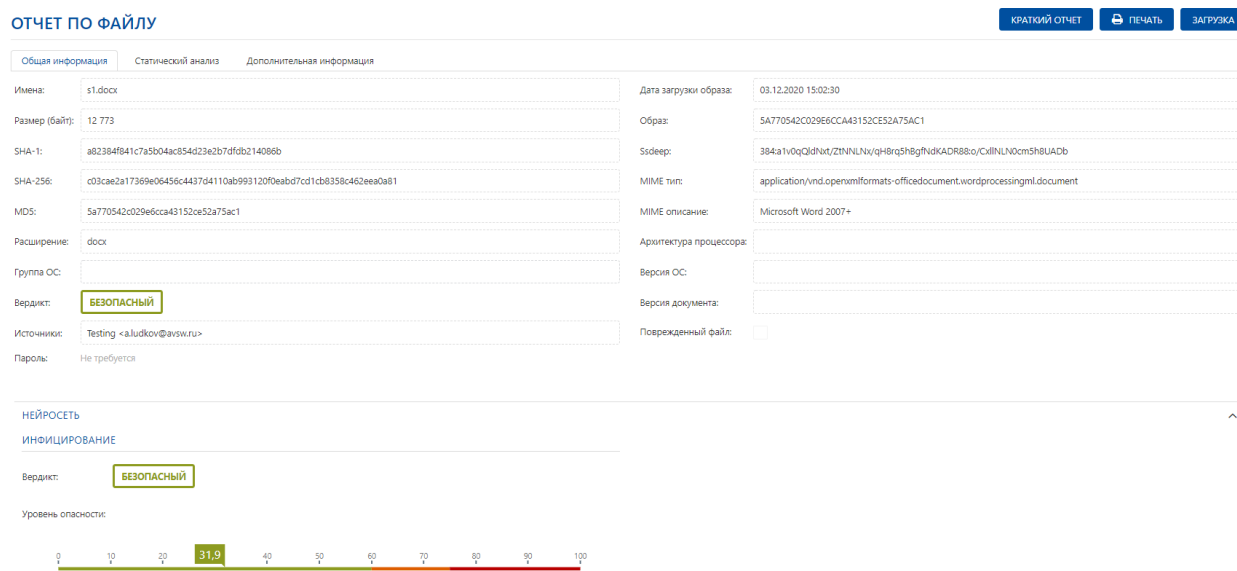 ОТЧЕТ ПО ФАЙЛУ
КРАТКИЙ ОТЧЕТ
ПЕЧАТЬ
ЗАГРУЗКА
Общая информация
Статический анализ
Дополнительная информация
Имена: s1.docx
Дата загрузки образа: 03.12.2020 15:02:30
Размер (байт): 12 773
Образ: 5A770542C029E6CCA43152CE52A75AC1
SHA-1: a82384f841c7a5b04ac854d23e2b7dfdb214086b
Ssdeep: 384:a1v0qQldNxt/ZtNNLNx/qH8rq5hBgfNdKADR88:o/CxllNLN0cm5h8UADb
SHA-256: c03cae2a17369e06456c4437d4110ab993120f0eabd7cd1cb8358c462eea0a81
MIME тип: application/vnd.openxmlformats-officedocument.wordprocessingml.document
MD5: 5a770542c029e6cca43152ce52a75ac1
MIME описание: Microsoft Word 2007+
Расширение: docx
Архитектура процессора:
Группа ОС:
Версия ОС:
Вердикт: БЕЗОПАСНЫЙ
Версия документа:
Источники: Testing <a.ludkov@avsw.ru>
Поврежденный файл:
Пароль: Не требуется
НЕЙРОСЕТЬ
ИНФИЦИРОВАНИЕ
Вердикт: БЕЗОПАСНЫЙ
Уровень опасности:
0 10 20 31,9 40 50 60 70 80 90 100